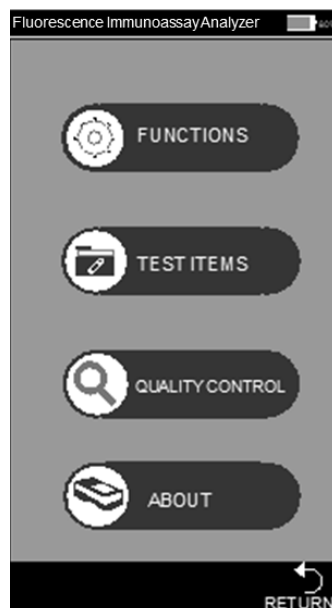 Fluorescence Immunoassay Analyzer
FUNCTIONS
TEST ITEMS
QUALITY CONTROL
ABOUT
RETURN